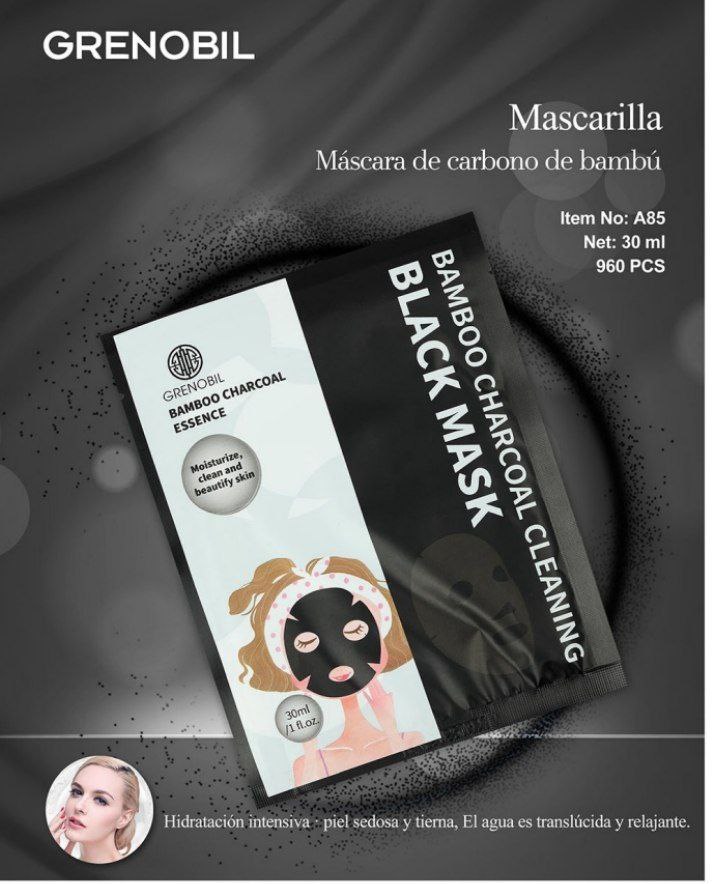 GRENOBIL
Mascarilla
Máscara de carbono de bambú
Item No: A85
Net: 30 ml
960 PCS
BAMBOO CHARCOAL CLEANING
BLACK MASK
GRENOBIL
BAMBOO CHARCOAL
ESSENCE
Moisturize,
clean and
beautify skin
30ml
/1 fl.oz.
Hidratación intensiva : piel sedosa y tierna, El agua es translúcida y relajante.